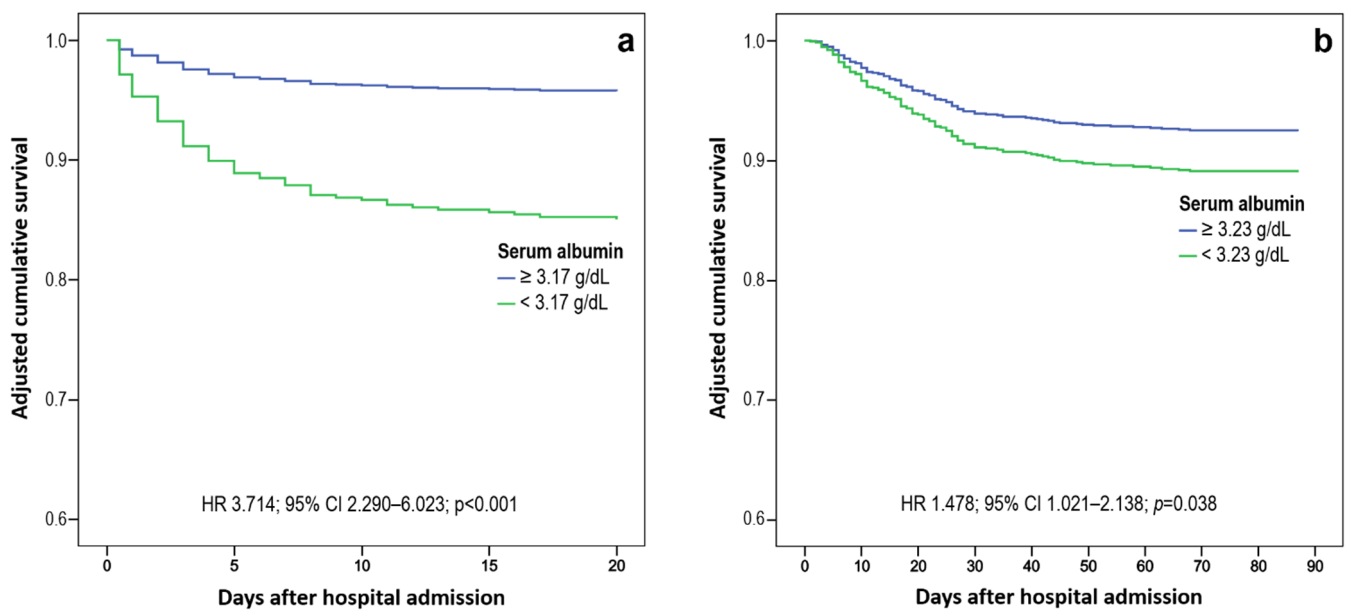 a
Adjusted cumulative survival
1.0
0.9
0.8
0.7
0.6
Serum albumin
≥ 3.17 g/dL
< 3.17 g/dL
HR 3.714; 95% CI 2.290–6.023; p<0.001
0 5 10 15 20
Days after hospital admission
b
Adjusted cumulative survival
1.0
0.9
0.8
0.7
0.6
Serum albumin
≥ 3.23 g/dL
< 3.23 g/dL
HR 1.478; 95% CI 1.021–2.138; p=0.038
0 10 20 30 40 50 60 70 80 90
Days after hospital admission